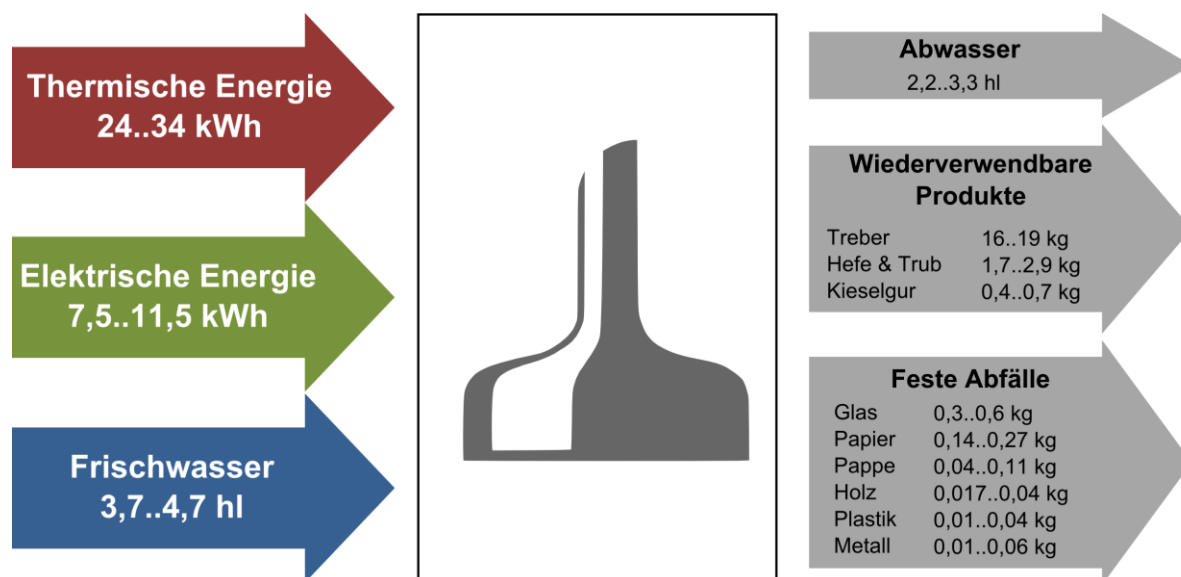 Thermische Energie
24..34 kWh
Elektrische Energie
7,5..11,5 kWh
Frischwasser
3,7..4,7 hl
Abwasser
2,2..3,3 hl
Wiederverwendbare
Produkte
Treber 16..19 kg
Hefe & Trub 1,7..2,9 kg
Kieselgur 0,4..0,7 kg
Feste Abfälle
Glas 0,3..0,6 kg
Papier 0,14..0,27 kg
Pappe 0,04..0,11 kg
Holz 0,017..0,04 kg
Plastik 0,01..0,04 kg
Metall 0,01..0,06 kg